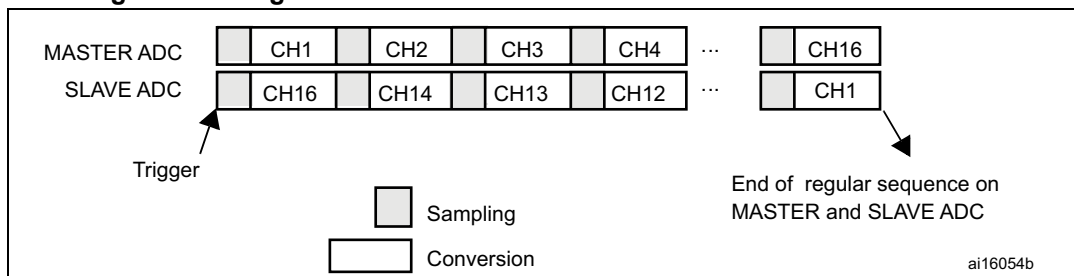 MASTER ADC CH1 CH2 CH3 CH4 ... CH16
SLAVE ADC CH16 CH14 CH13 CH12 ... CH1
Trigger
End of regular sequence on
MASTER and SLAVE ADC
Sampling
Conversion
ai16054b